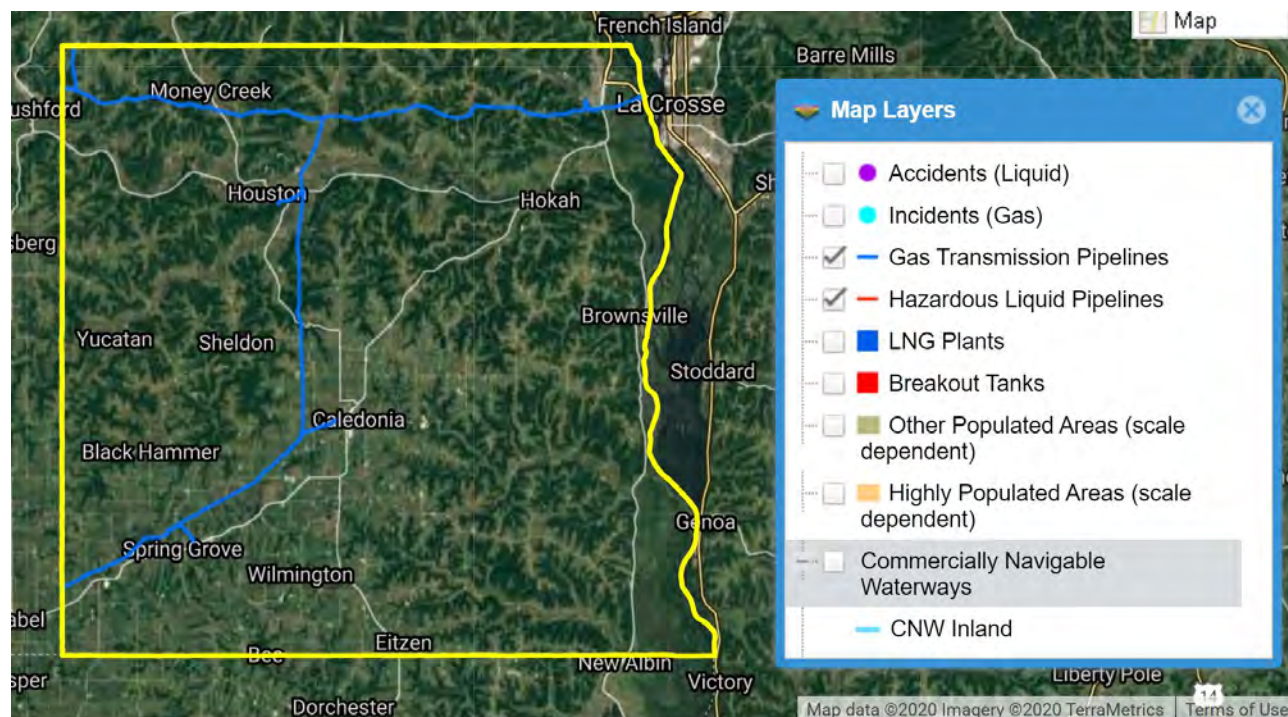 French Island
Map
Barre Mills
Money Creek
ushford
La Crosse
Map Layers
Accidents (Liquid)
Sh
Houston
Hokah
Incidents (Gas)
sberg
Gas Transmission Pipelines
Hazardous Liquid Pipelines
Brownsville
Yucatan
Sheldon
LNG Plants
Stoddard
Breakout Tanks
Caledonia
Other Populated Areas (scale
dependent)
Black Hammer
Highly Populated Areas (scale
dependent)
Genoa
Spring Grove
Wilmington
Commercially Navigable
Waterways
abel
CNW Inland
Eitzen
Bee
New Albin
sper
Victory
Liberty Pole
14
Dorchester
Map data ©2020 Imagery ©2020 TerraMetrics
Terms of Use